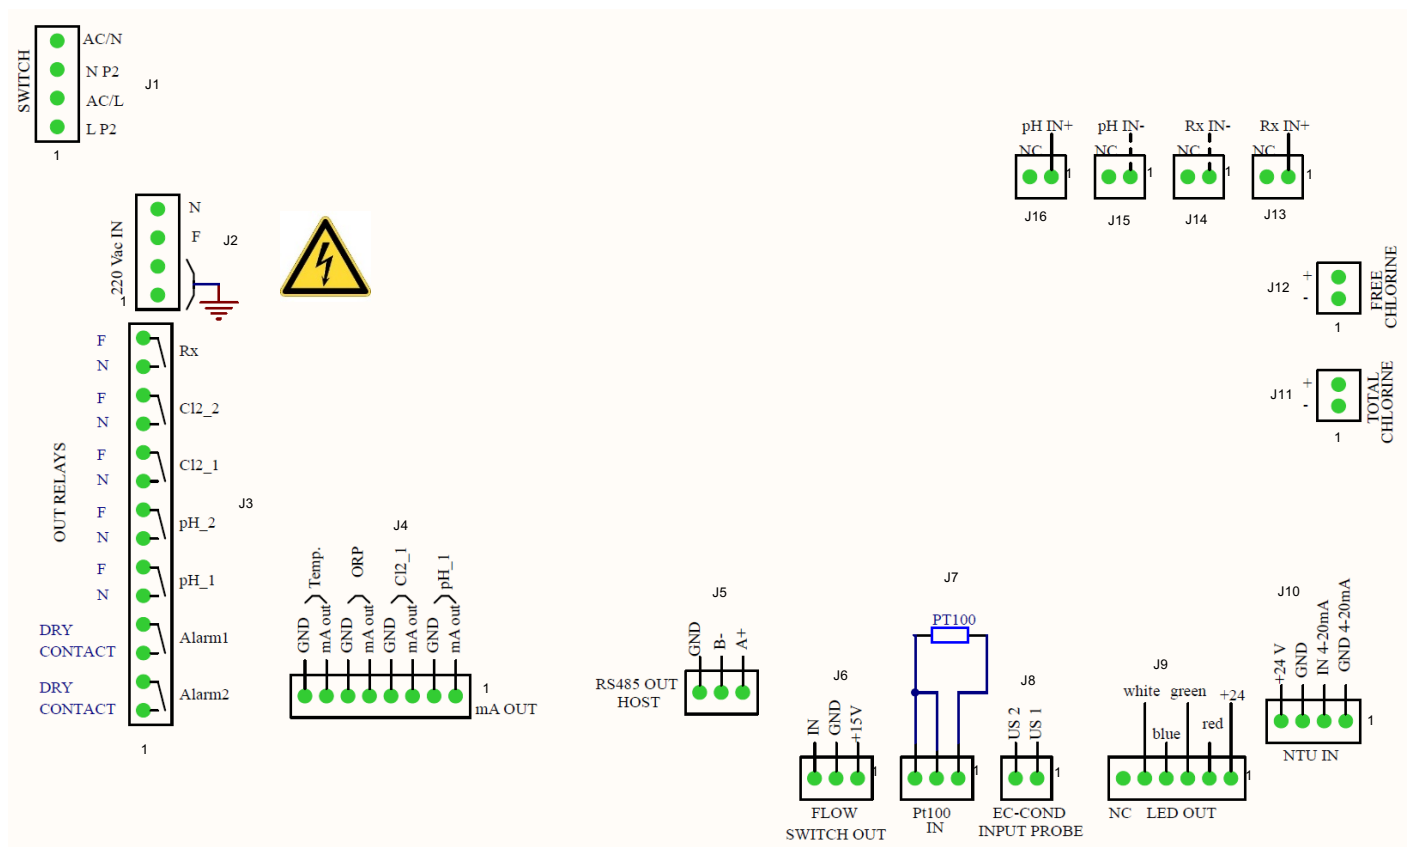 SWITCH
AC/N
N P2
AC/L
L P2
J1
1
220 Vac IN
N
F
J2
1
OUT RELAYS
F
N
Rx
F
N
Cl2_2
F
N
Cl2_1
F
N
pH_2
F
N
pH_1
DRY
CONTACT
Alarm1
DRY
CONTACT
Alarm2
J3
1
J4
Temp.
ORP
Cl2_1
pH_1
GND
mA out
GND
mA out
GND
mA out
GND
mA out
1
mA OUT
J5
GND
B-
A+
RS485 OUT
HOST
J6
IN
GND
+15V
1
FLOW
SWITCH OUT
J7
PT100
1
Pt100
IN
J8
US 2
US 1
1
EC-COND
INPUT PROBE
J9
white
green
+24
blue
red
1
NC
LED OUT
J10
+24 V
GND
IN 4-20mA
GND 4-20mA
1
NTU IN
pH IN+
NC
1
J16
pH IN-
NC
1
J15
Rx IN-
NC
1
J14
Rx IN+
NC
1
J13
J12
+
-
1
FREE
CHLORINE
J11
+
-
1
TOTAL
CHLORINE